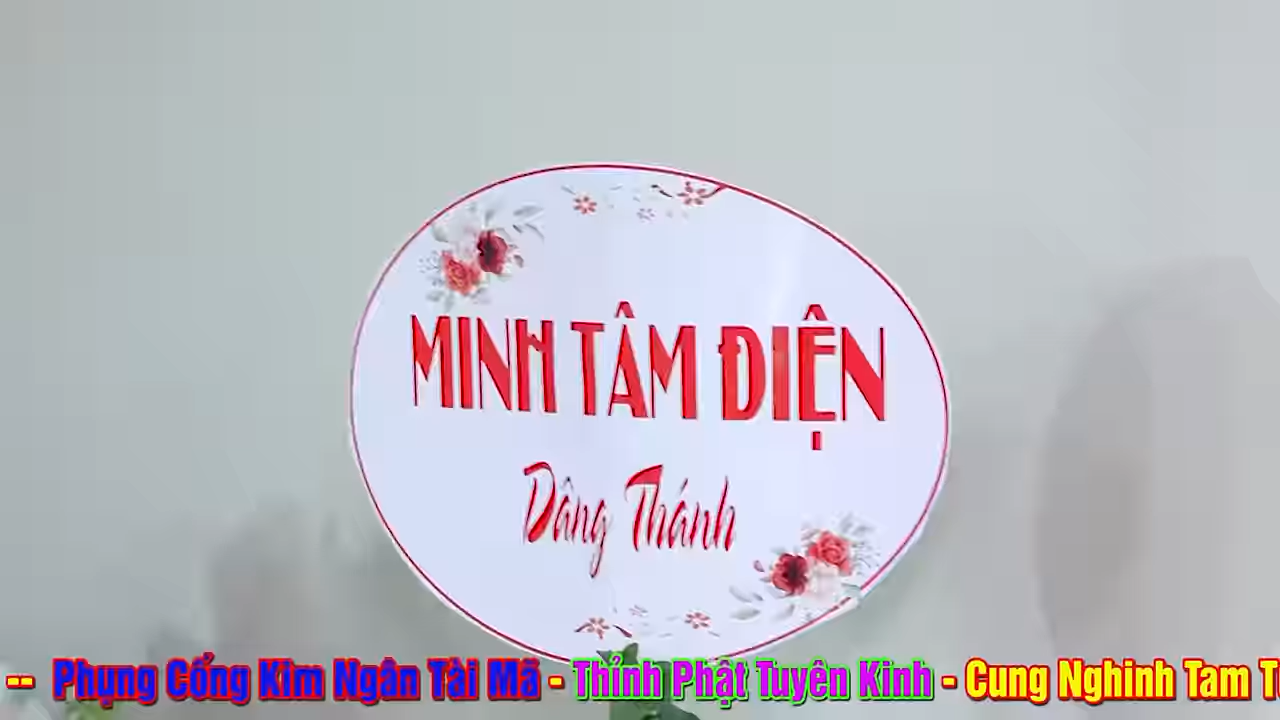 MINH TÂM ĐIỆN
Dâng Thánh
-- Phụng Cống Kim Ngân Tài Mã - Thỉnh Phật Tuyên Kinh - Cung Nghinh Tam